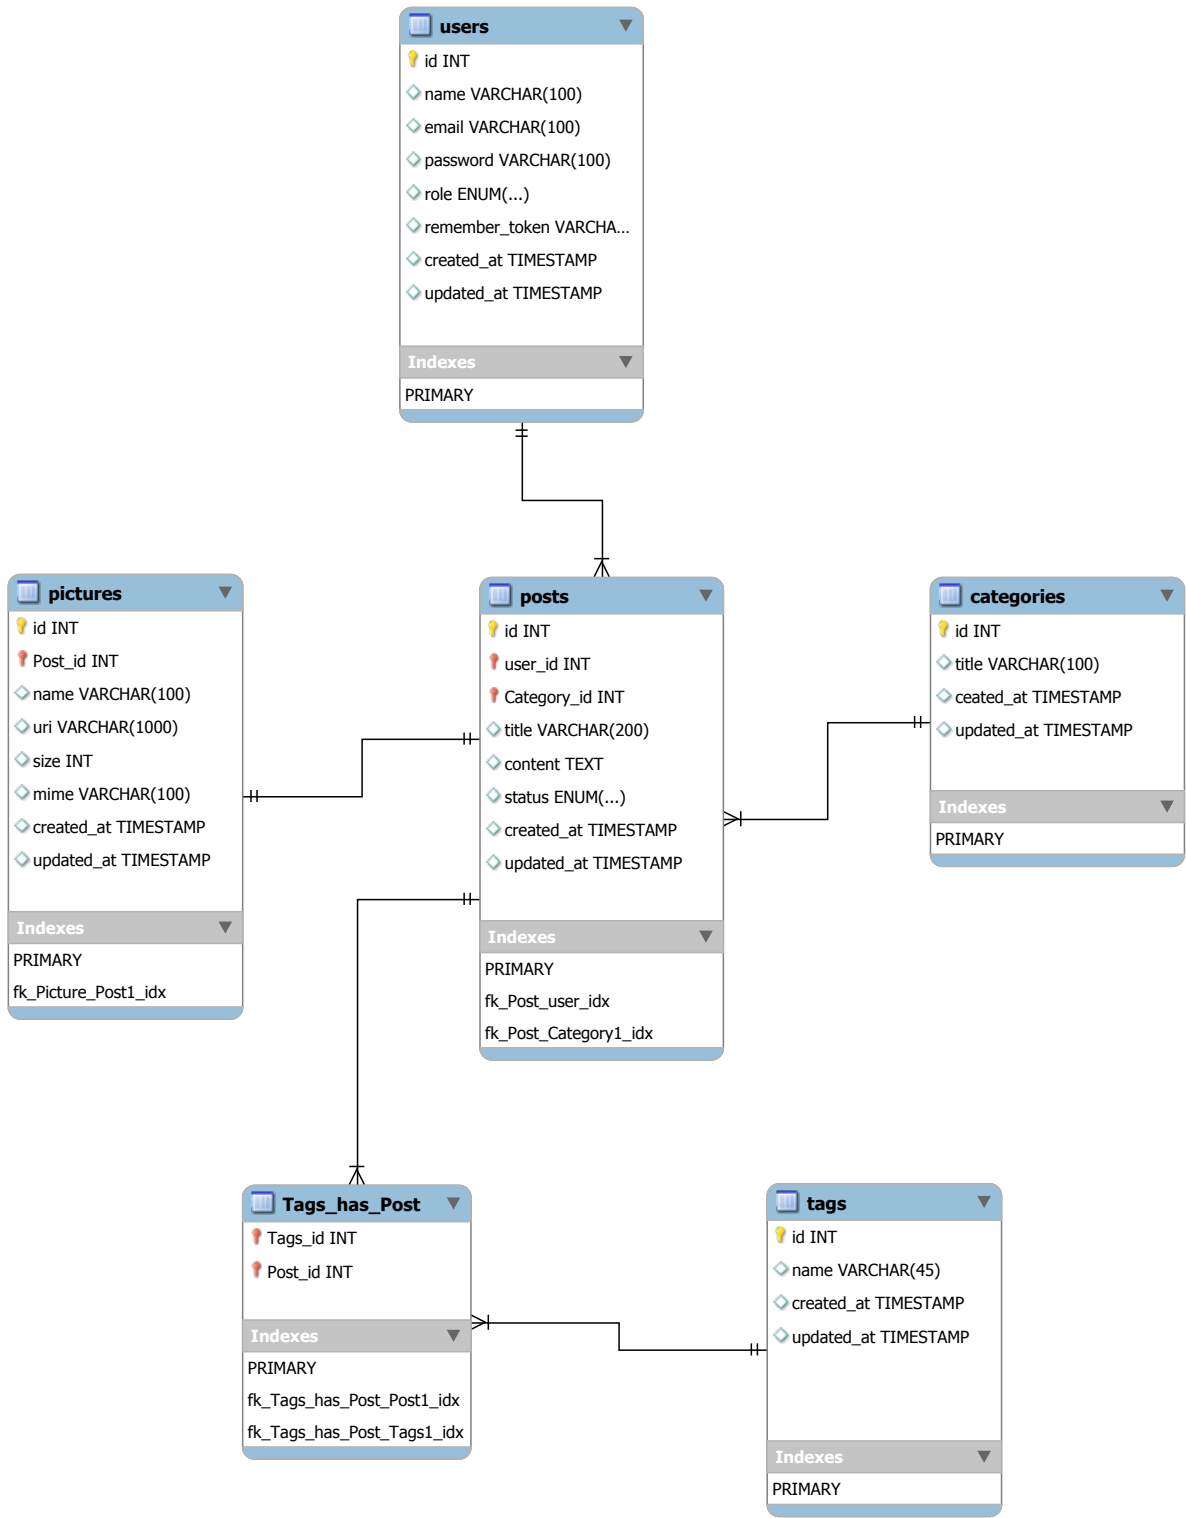 users
id INT
name VARCHAR(100)
email VARCHAR(100)
password VARCHAR(100)
role ENUM(...)
remember_token VARCHA...
created_at TIMESTAMP
updated_at TIMESTAMP
Indexes
PRIMARY
pictures
id INT
Post_id INT
name VARCHAR(100)
uri VARCHAR(1000)
size INT
mime VARCHAR(100)
created_at TIMESTAMP
updated_at TIMESTAMP
Indexes
PRIMARY
fk_Picture_Post1_idx
posts
id INT
user_id INT
Category_id INT
title VARCHAR(200)
content TEXT
status ENUM(...)
created_at TIMESTAMP
updated_at TIMESTAMP
Indexes
PRIMARY
fk_Post_user_idx
fk_Post_Category1_idx
categories
id INT
title VARCHAR(100)
ceated_at TIMESTAMP
updated_at TIMESTAMP
Indexes
PRIMARY
Tags_has_Post
Tags_id INT
Post_id INT
Indexes
PRIMARY
fk_Tags_has_Post_Post1_idx
fk_Tags_has_Post_Tags1_idx
tags
id INT
name VARCHAR(45)
created_at TIMESTAMP
updated_at TIMESTAMP
Indexes
PRIMARY